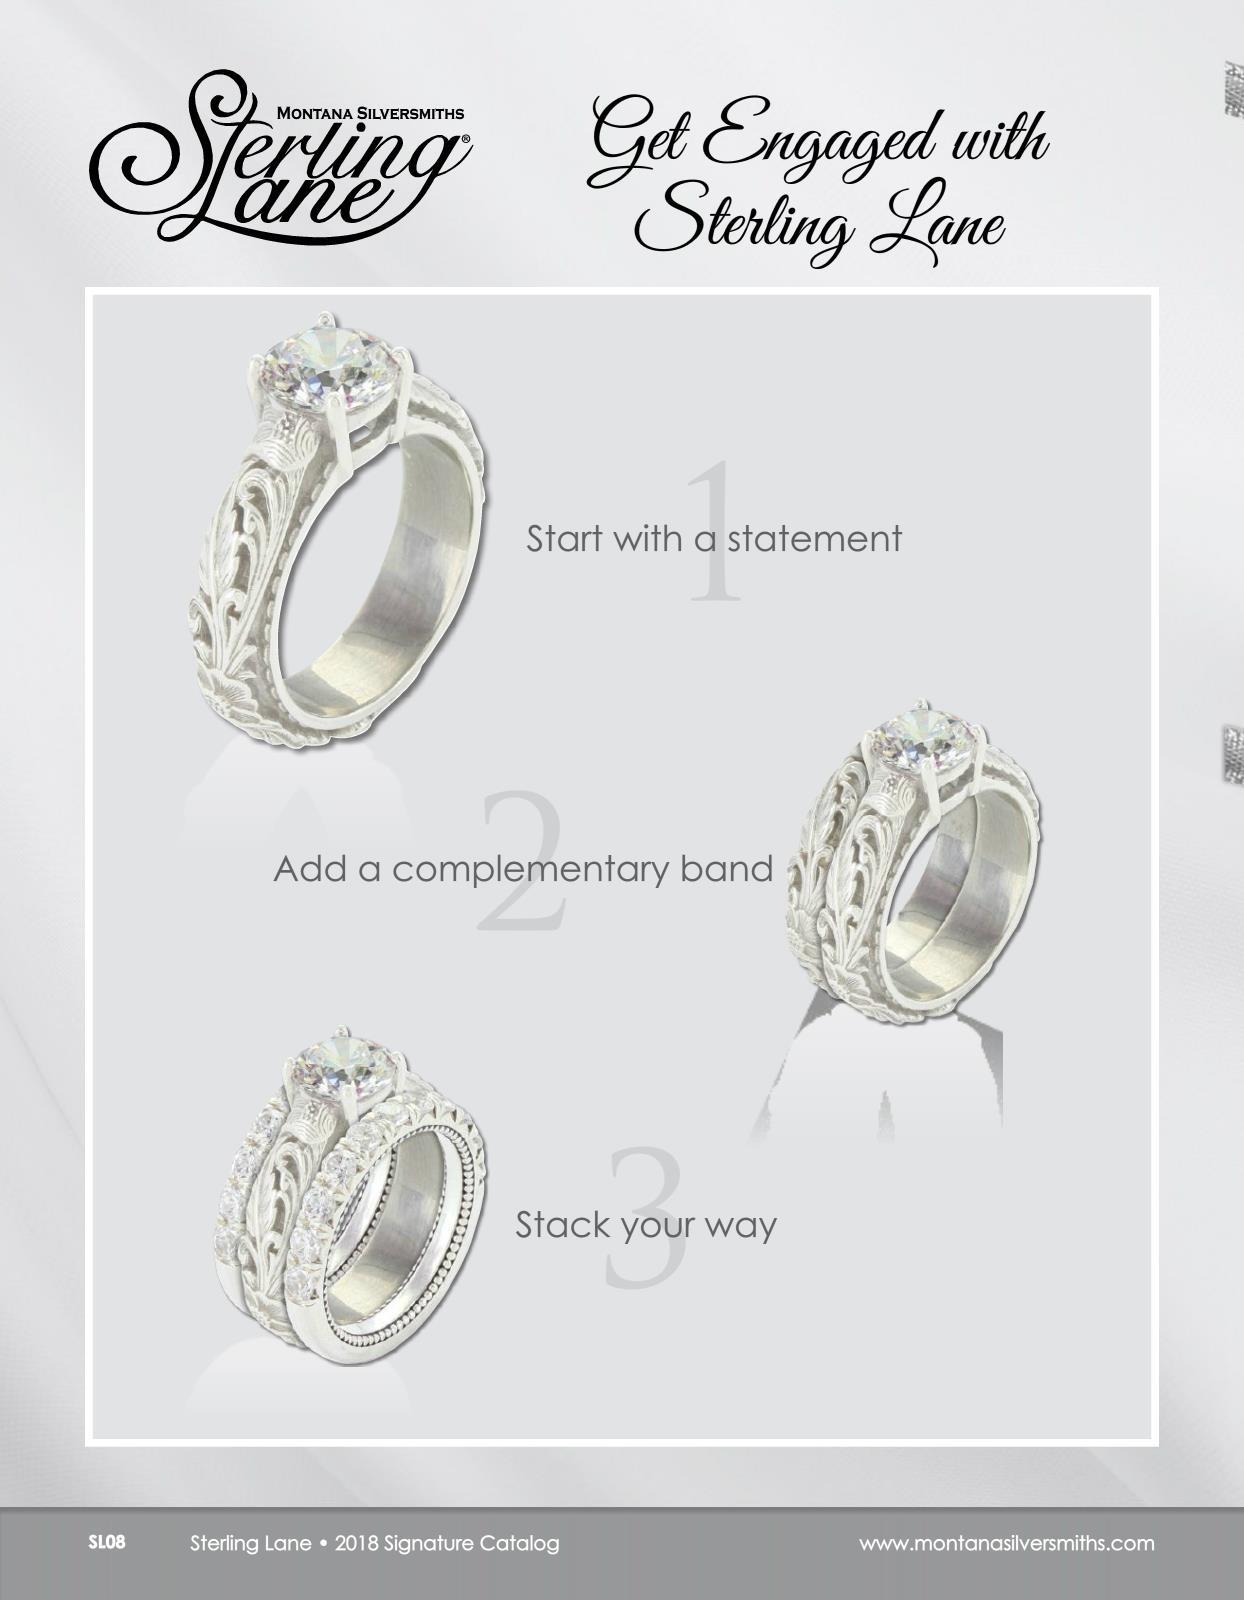 MONTANA SILVERSMITHS
Sterling®
Lane
Get Engaged with
Sterling Lane
1
Start with a statement
2
Add a complementary band
3
Stack your way
SL08 Sterling Lane • 2018 Signature Catalog www.montanasilversmiths.com